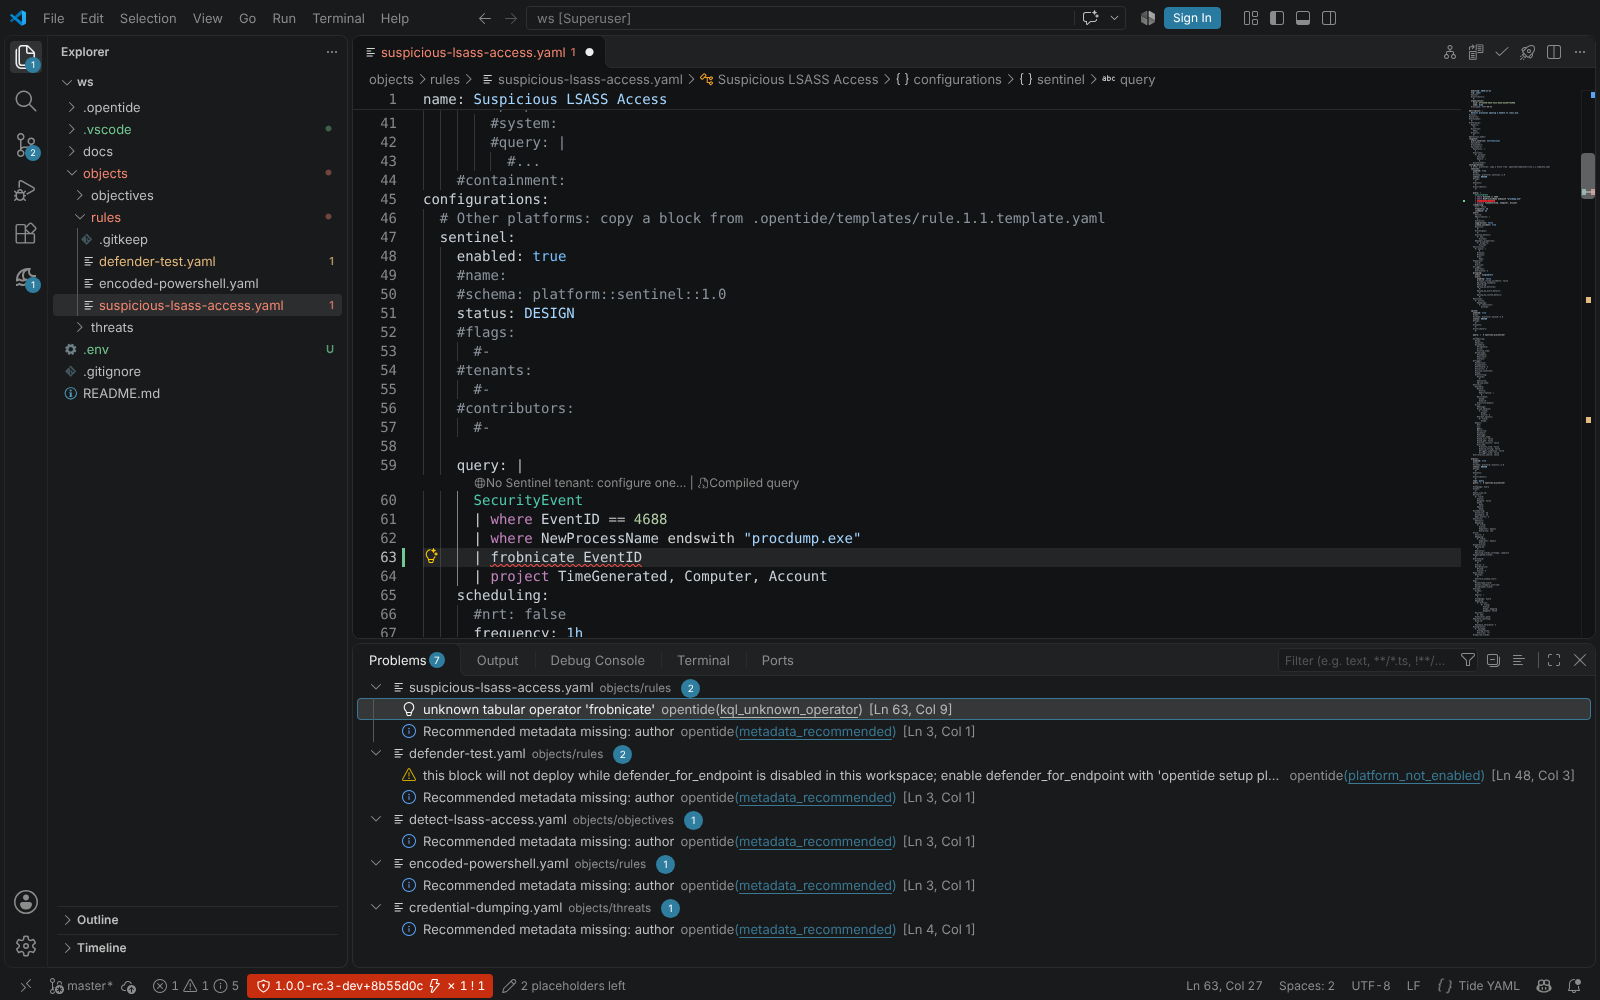 File Edit Selection View Go Run Terminal Help
ws [Superuser]
Sign In
Explorer
ws
.opentide
.vscode
docs
objects
objectives
rules
.gitkeep
defender-test.yaml 1
encoded-powershell.yaml
suspicious-lsass-access.yaml 1
threats
.env U
.gitignore
README.md
Outline
Timeline
1
2
1
suspicious-lsass-access.yaml 1
objects > rules > suspicious-lsass-access.yaml > Suspicious LSASS Access > { } configurations > { } sentinel > abc query
1 name: Suspicious LSASS Access
41 #system:
42 #query: |
43 #...
44 #containment:
45 configurations:
46 # Other platforms: copy a block from .opentide/templates/rule.1.1.template.yaml
47 sentinel:
48 enabled: true
49 #name:
50 #schema: platform::sentinel::1.0
51 status: DESIGN
52 #flags:
53 #-
54 #tenants:
55 #-
56 #contributors:
57 #-
58
59 query: |
No Sentinel tenant: configure one... | Compiled query
60 SecurityEvent
61 | where EventID == 4688
62 | where NewProcessName endswith "procdump.exe"
63 | frobnicate EventID
64 | project TimeGenerated, Computer, Account
65 scheduling:
66 #nrt: false
67 frequency: 1h
Problems 7 Output Debug Console Terminal Ports
Filter (e.g. text, **/*.ts, !**/...
suspicious-lsass-access.yaml objects/rules 2
unknown tabular operator 'frobnicate' opentide(kql_unknown_operator) [Ln 63, Col 9]
Recommended metadata missing: author opentide(metadata_recommended) [Ln 3, Col 1]
defender-test.yaml objects/rules 2
this block will not deploy while defender_for_endpoint is disabled in this workspace; enable defender_for_endpoint with 'opentide setup pl... opentide(platform_not_enabled) [Ln 48, Col 3]
Recommended metadata missing: author opentide(metadata_recommended) [Ln 3, Col 1]
detect-lsass-access.yaml objects/objectives 1
Recommended metadata missing: author opentide(metadata_recommended) [Ln 3, Col 1]
encoded-powershell.yaml objects/rules 1
Recommended metadata missing: author opentide(metadata_recommended) [Ln 3, Col 1]
credential-dumping.yaml objects/threats 1
Recommended metadata missing: author opentide(metadata_recommended) [Ln 4, Col 1]
master* 1 1 5 1.0.0-rc.3-dev+8b55d0c × 1 ! 1 2 placeholders left Ln 63, Col 27 Spaces: 2 UTF-8 LF { } Tide YAML